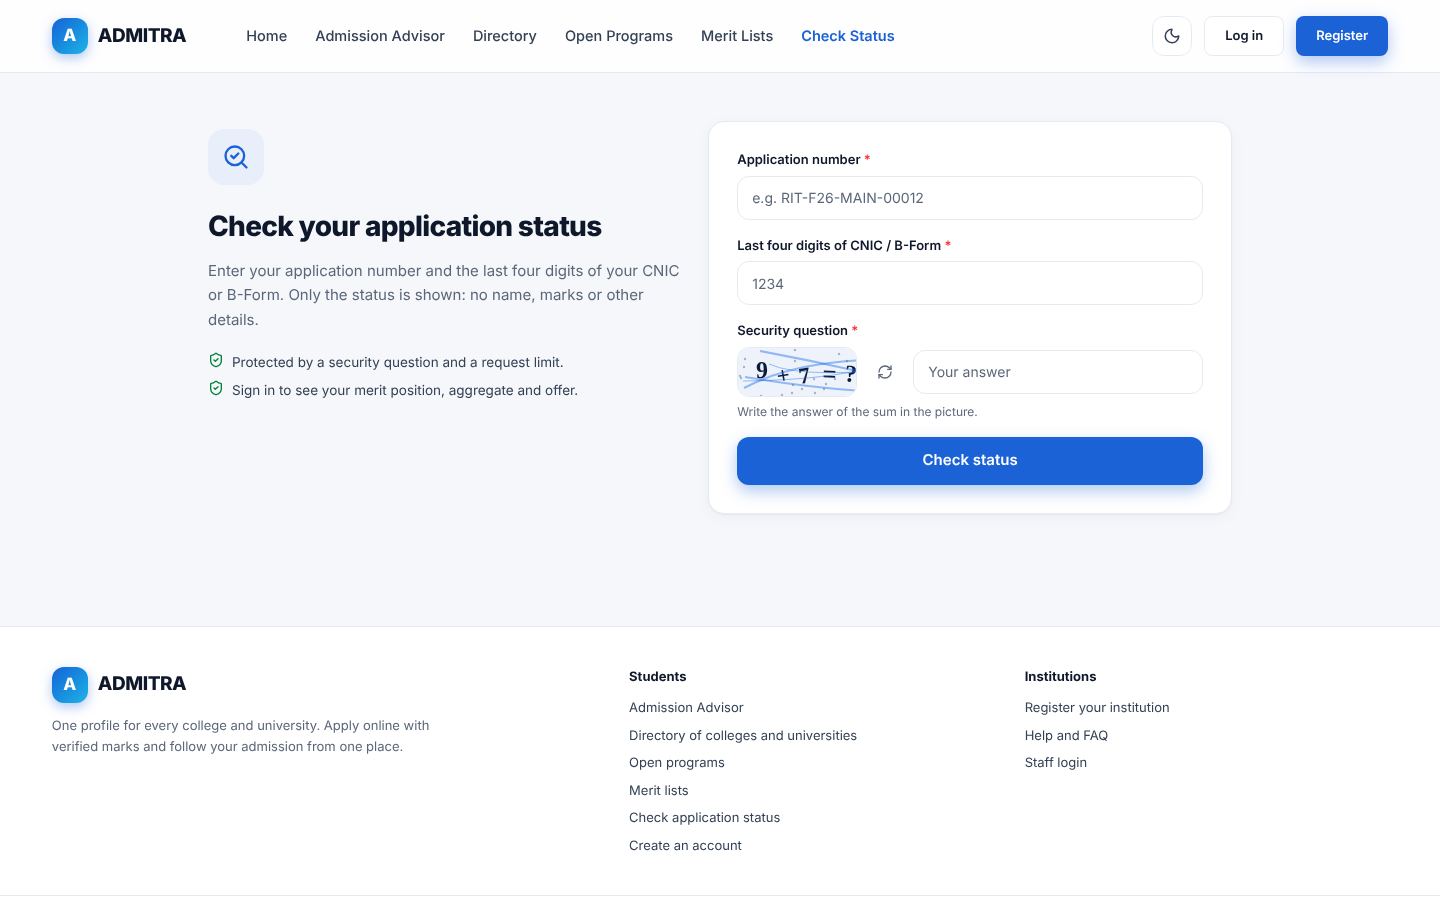 A ADMITRA
Home Admission Advisor Directory Open Programs Merit Lists Check Status
Log in Register
Check your application status
Enter your application number and the last four digits of your CNIC
or B-Form. Only the status is shown: no name, marks or other
details.
Protected by a security question and a request limit.
Sign in to see your merit position, aggregate and offer.
Application number *
e.g. RIT-F26-MAIN-00012
Last four digits of CNIC / B-Form *
1234
Security question *
9 + 7 = ?
Your answer
Write the answer of the sum in the picture.
Check status
A ADMITRA
One profile for every college and university. Apply online with
verified marks and follow your admission from one place.
Students
Admission Advisor
Directory of colleges and universities
Open programs
Merit lists
Check application status
Create an account
Institutions
Register your institution
Help and FAQ
Staff login